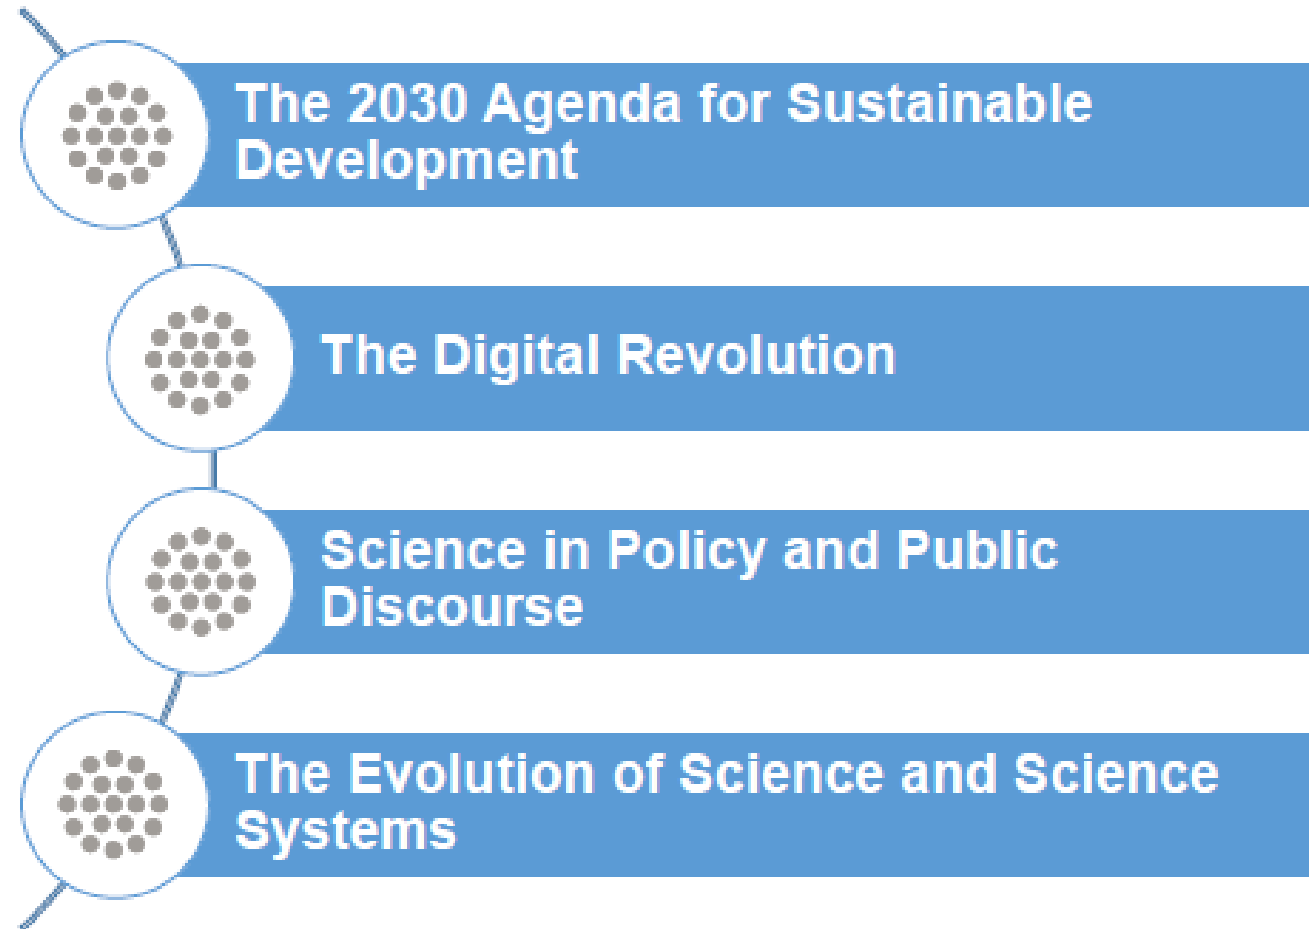 The 2030 Agenda for Sustainable
Development
The Digital Revolution
Science in Policy and Public
Discourse
The Evolution of Science and Science
Systems